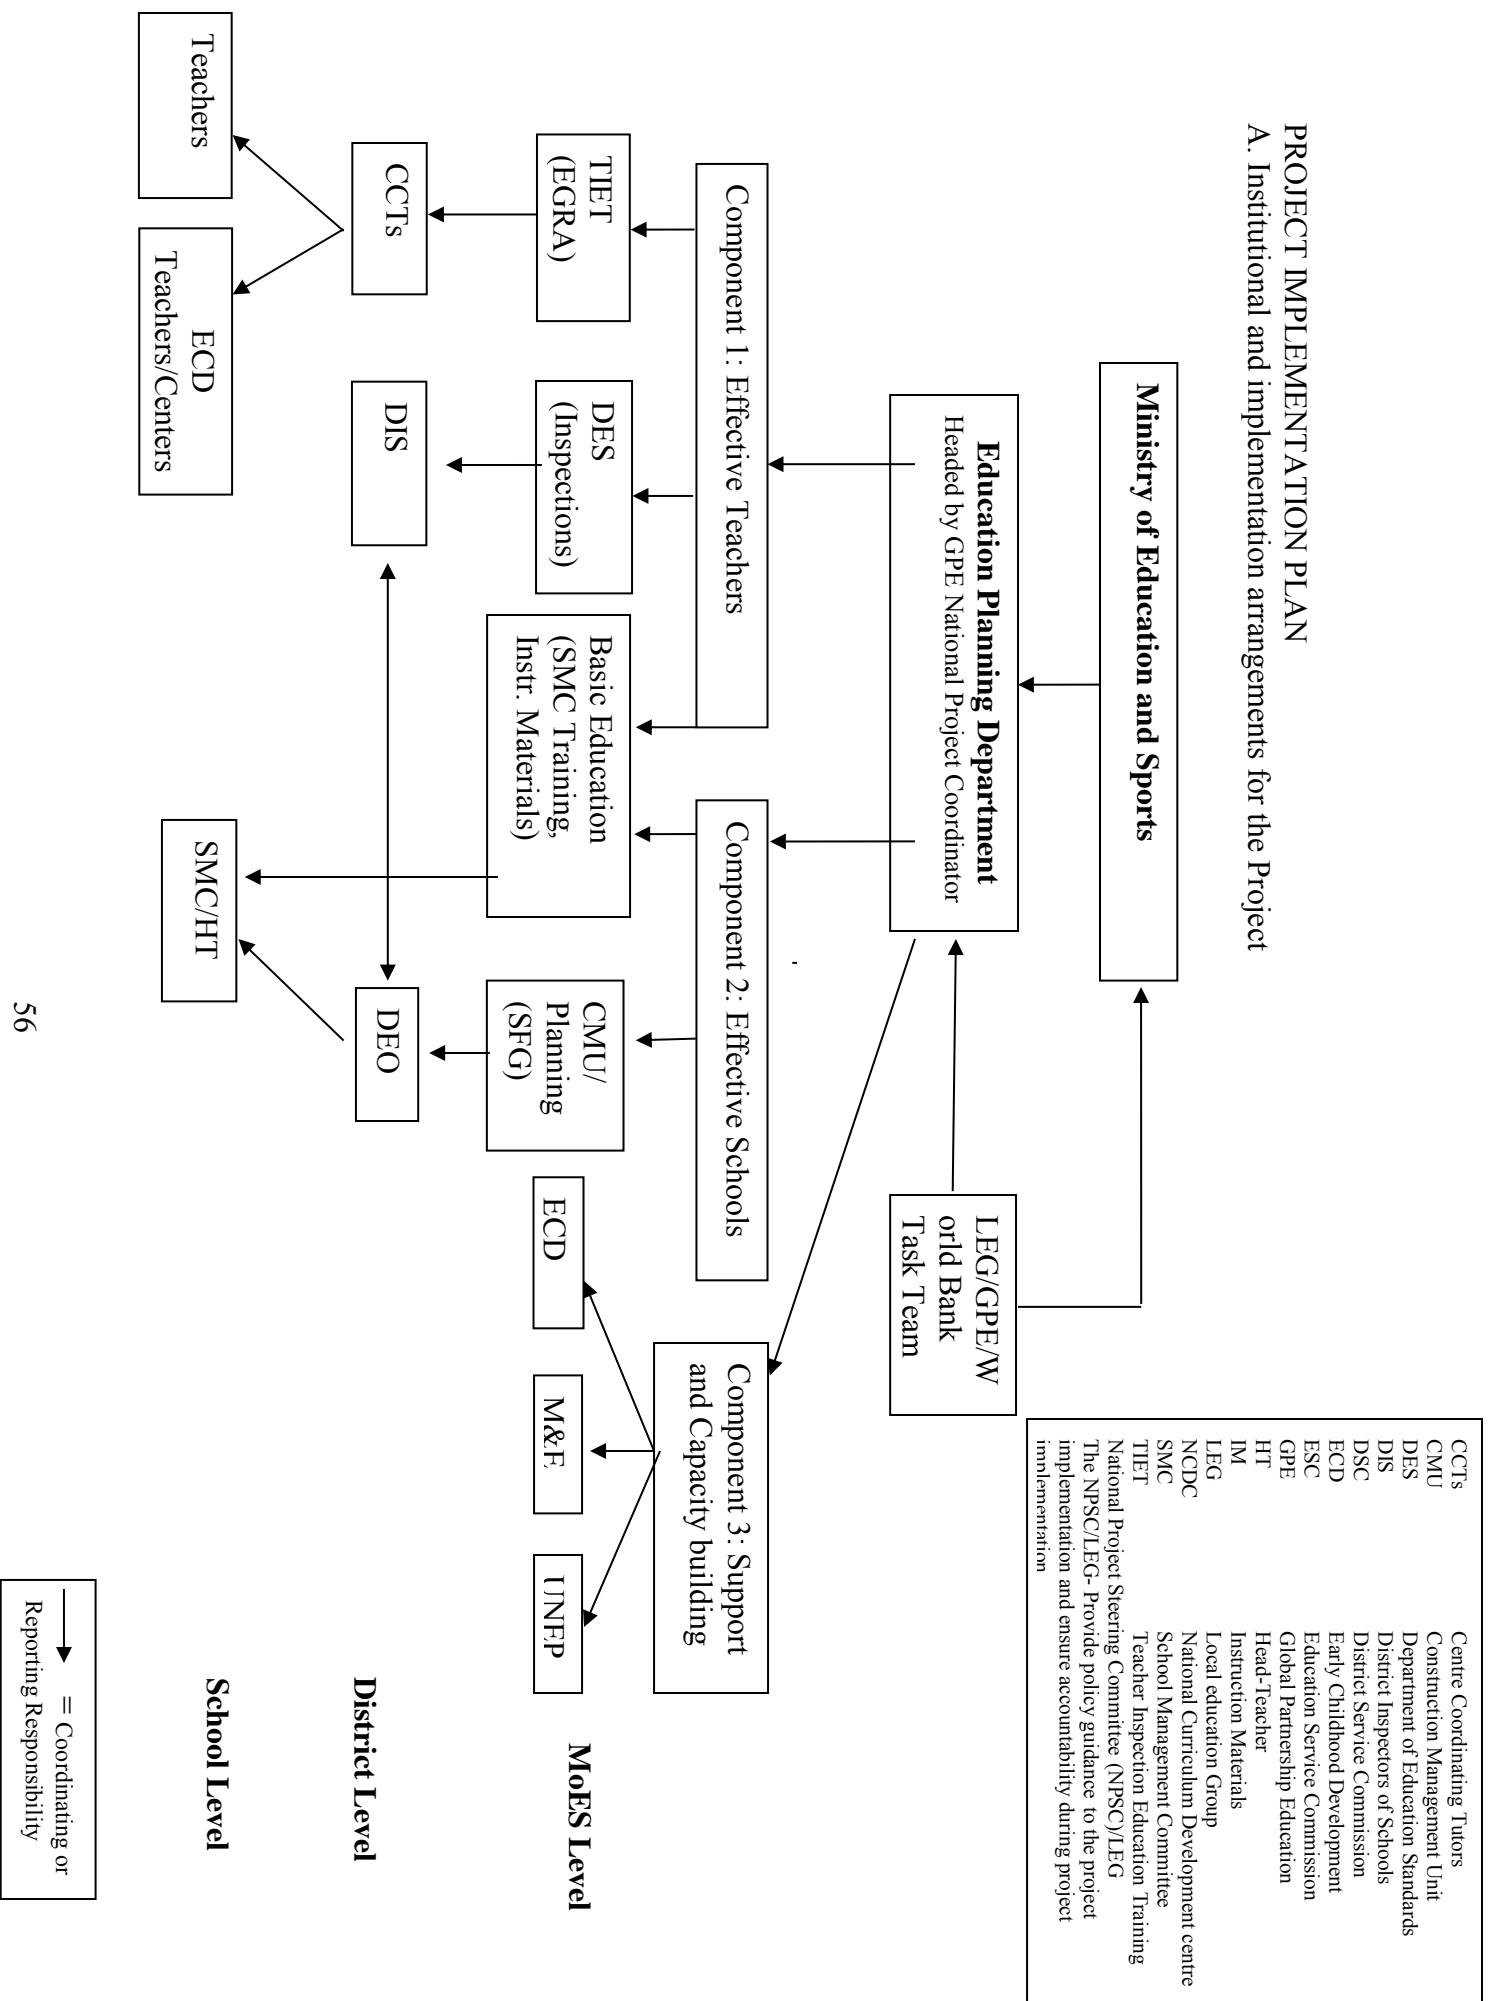 PROJECT IMPLEMENTATION PLAN
A. Institutional and implementation arrangements for the Project
CCTs Centre Coordinating Tutors
CMU Construction Management Unit
DES Department of Education Standards
DIS District Inspectors of Schools
DSC District Service Commission
ECD Early Childhood Development
ESC Education Service Commission
GPE Global Partnership Education
HT Head-Teacher
IM Instruction Materials
LEG Local education Group
NCDC National Curriculum Development centre
SMC School Management Committee
TIET Teacher Inspection Education Training
National Project Steering Committee (NPSC)/LEG
The NPSC/LEG- Provide policy guidance to the project
implementation and ensure accountability during project
implementation
Ministry of Education and Sports
Education Planning Department
Headed by GPE National Project Coordinator
LEG/GPE/W
orld Bank
Task Team
Component 1: Effective Teachers
Component 2: Effective Schools
Component 3: Support
and Capacity building
TIET
(EGRA)
DES
(Inspections)
Basic Education
(SMC Training,
Instr. Materials)
CMU/
Planning
(SFG)
ECD
M&E
UNEP
MoES Level
CCTs
DIS
DEO
District Level
Teachers
ECD
Teachers/Centers
SMC/HT
School Level
= Coordinating or
Reporting Responsibility
56